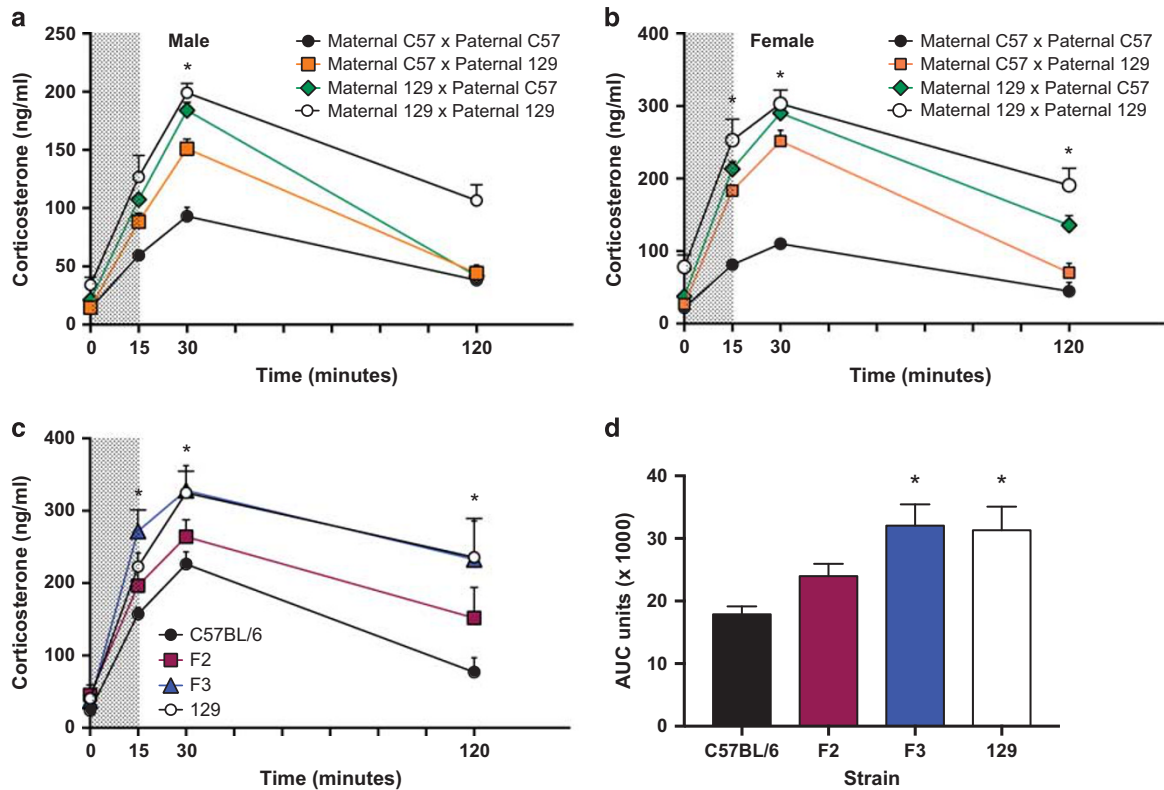 a
Male
250
200
150
100
50
0
Corticosterone (ng/ml)
*
Maternal C57 x Paternal C57
Maternal C57 x Paternal 129
Maternal 129 x Paternal C57
Maternal 129 x Paternal 129
0 15 30 120
Time (minutes)
b
Female
400
300
200
100
0
Corticosterone (ng/ml)
* * *
Maternal C57 x Paternal C57
Maternal C57 x Paternal 129
Maternal 129 x Paternal C57
Maternal 129 x Paternal 129
0 15 30 120
Time (minutes)
c
400
300
200
100
0
Corticosterone (ng/ml)
* * *
C57BL/6
F2
F3
129
0 15 30 120
Time (minutes)
d
40
30
20
10
0
AUC units (x 1000)
* *
C57BL/6 F2 F3 129
Strain